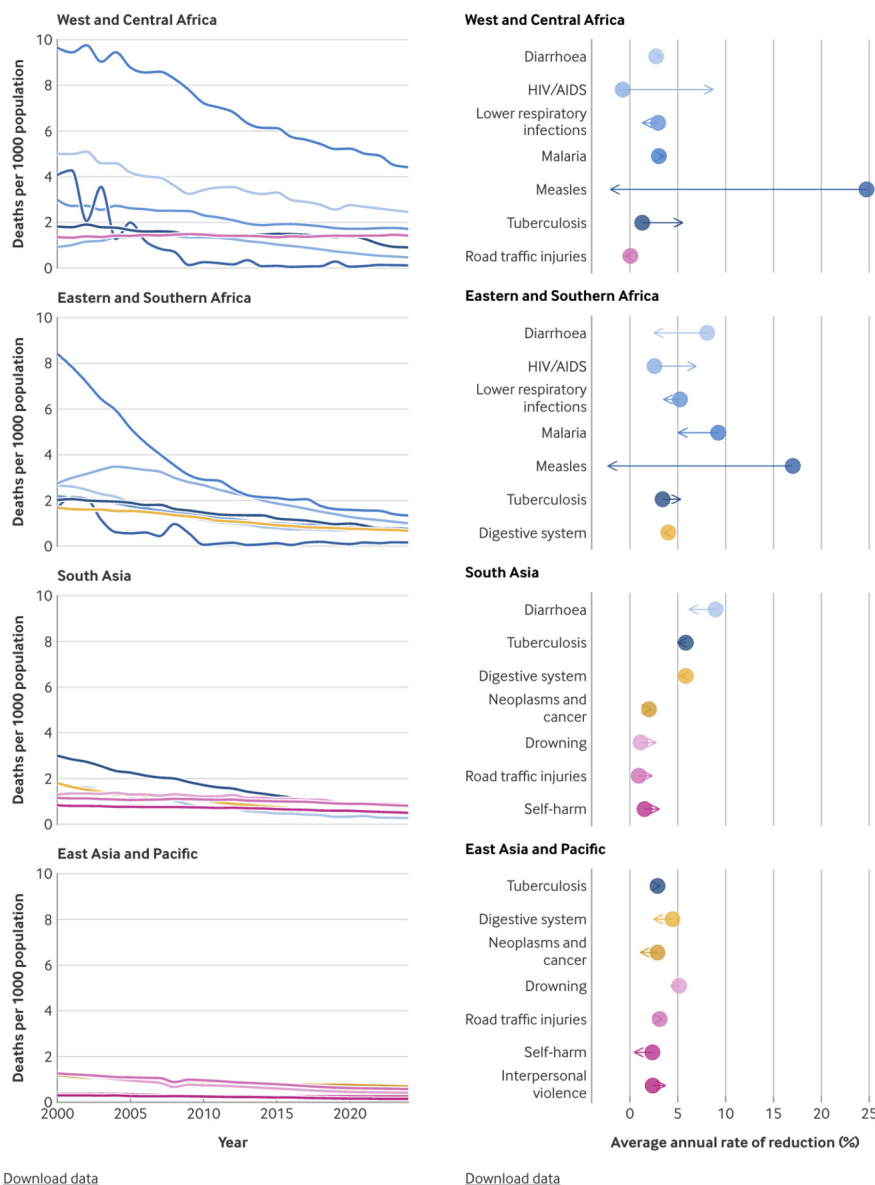 West and Central Africa
Deaths per 1000 population
10
8
6
4
2
0
Eastern and Southern Africa
Deaths per 1000 population
10
8
6
4
2
0
South Asia
Deaths per 1000 population
10
8
6
4
2
0
East Asia and Pacific
Deaths per 1000 population
10
8
6
4
2
0
2000
2005
2010
2015
2020
Year
Download data
West and Central Africa
Diarrhoea
HIV/AIDS
Lower respiratory
infections
Malaria
Measles
Tuberculosis
Road traffic injuries
Eastern and Southern Africa
Diarrhoea
HIV/AIDS
Lower respiratory
infections
Malaria
Measles
Tuberculosis
Digestive system
South Asia
Diarrhoea
Tuberculosis
Digestive system
Neoplasms and
cancer
Drowning
Road traffic injuries
Self-harm
East Asia and Pacific
Tuberculosis
Digestive system
Neoplasms and
cancer
Drowning
Road traffic injuries
Self-harm
Interpersonal
violence
0
5
10
15
20
25
Average annual rate of reduction (%)
Download data